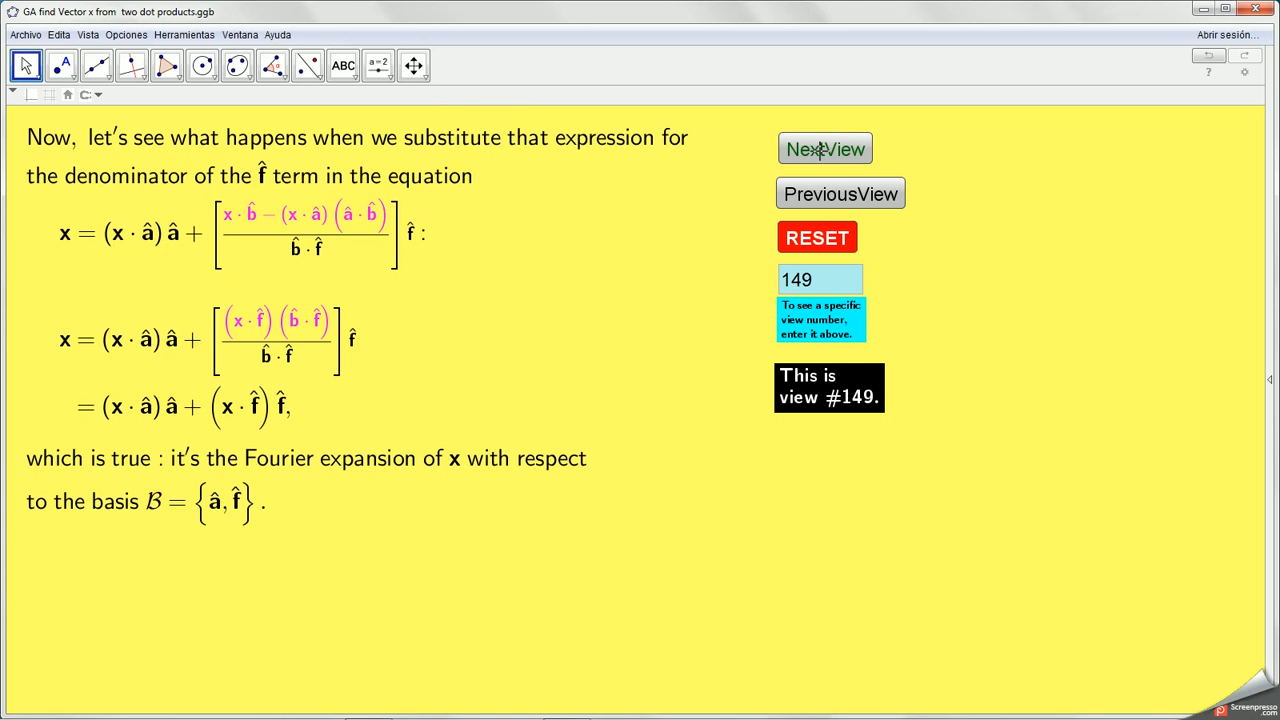 GA find Vector x from two dot products.ggb
Archivo Edita Vista Opciones Herramientas Ventana Ayuda Abrir sesión...
ABC a=2
?
Now, let's see what happens when we substitute that expression for
the denominator of the f̂ term in the equation
x = (x · â) â + [ (x · b̂ − (x · â) (â · b̂)) / (b̂ · f̂) ] f̂ :
x = (x · â) â + [ (x · f̂) (b̂ · f̂) / (b̂ · f̂) ] f̂
= (x · â) â + (x · f̂) f̂,
which is true : it's the Fourier expansion of x with respect
to the basis ℬ = {â, f̂} .
NextView
PreviousView
RESET
149
To see a specific
view number,
enter it above.
This is
view #149.
Screenpresso
.com